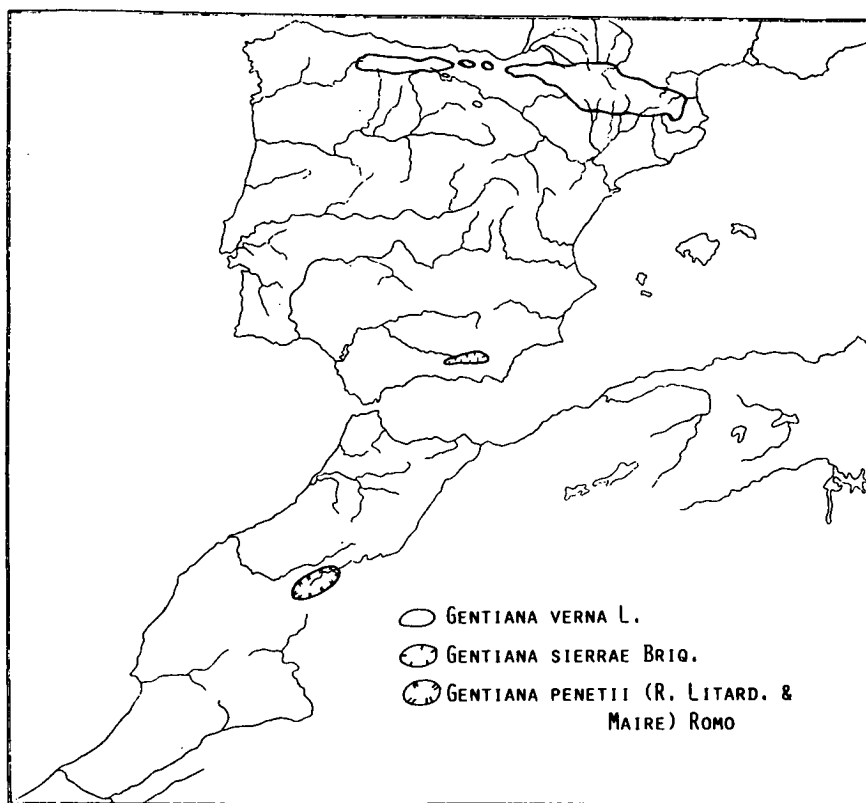 GENTIANA VERNA L.
GENTIANA SIERRAE BRIQ.
GENTIANA PENETII (R. LITARD. &
MAIRE) ROMO